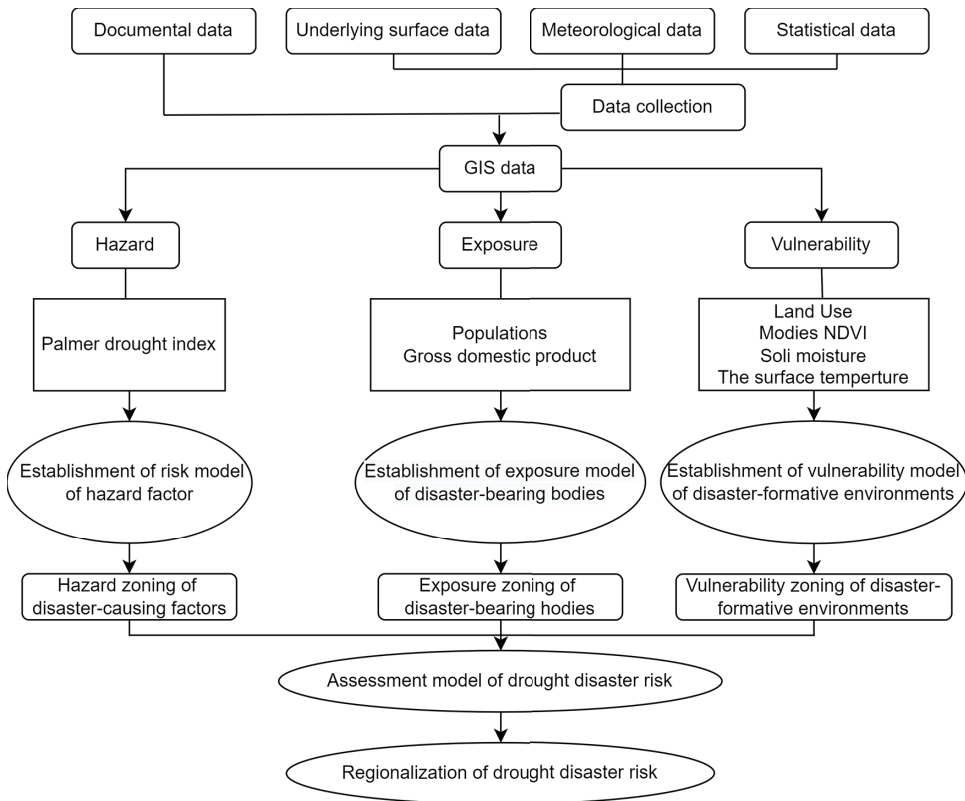 Documental data
Underlying surface data
Meteorological data
Statistical data
Data collection
GIS data
Hazard
Exposure
Vulnerability
Palmer drought index
Populations
Gross domestic product
Land Use
Modies NDVI
Soli moisture
The surface temperture
Establishment of risk model
of hazard factor
Establishment of exposure model
of disaster-bearing bodies
Establishment of vulnerability model
of disaster-formative environments
Hazard zoning of
disaster-causing factors
Exposure zoning of
disaster-bearing hodies
Vulnerability zoning of disaster-
formative environments
Assessment model of drought disaster risk
Regionalization of drought disaster risk